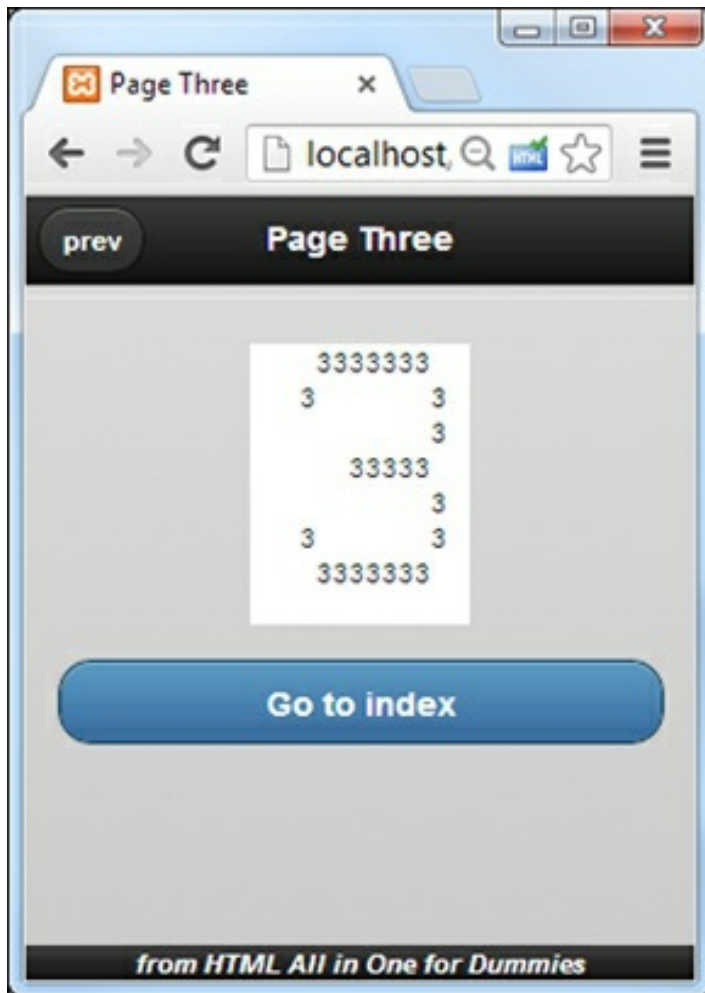 Page Three
localhost,
HTML
prev
Page Three
3333333
3 3
3
33333
3
3 3
3333333
Go to index
from HTML All in One for Dummies